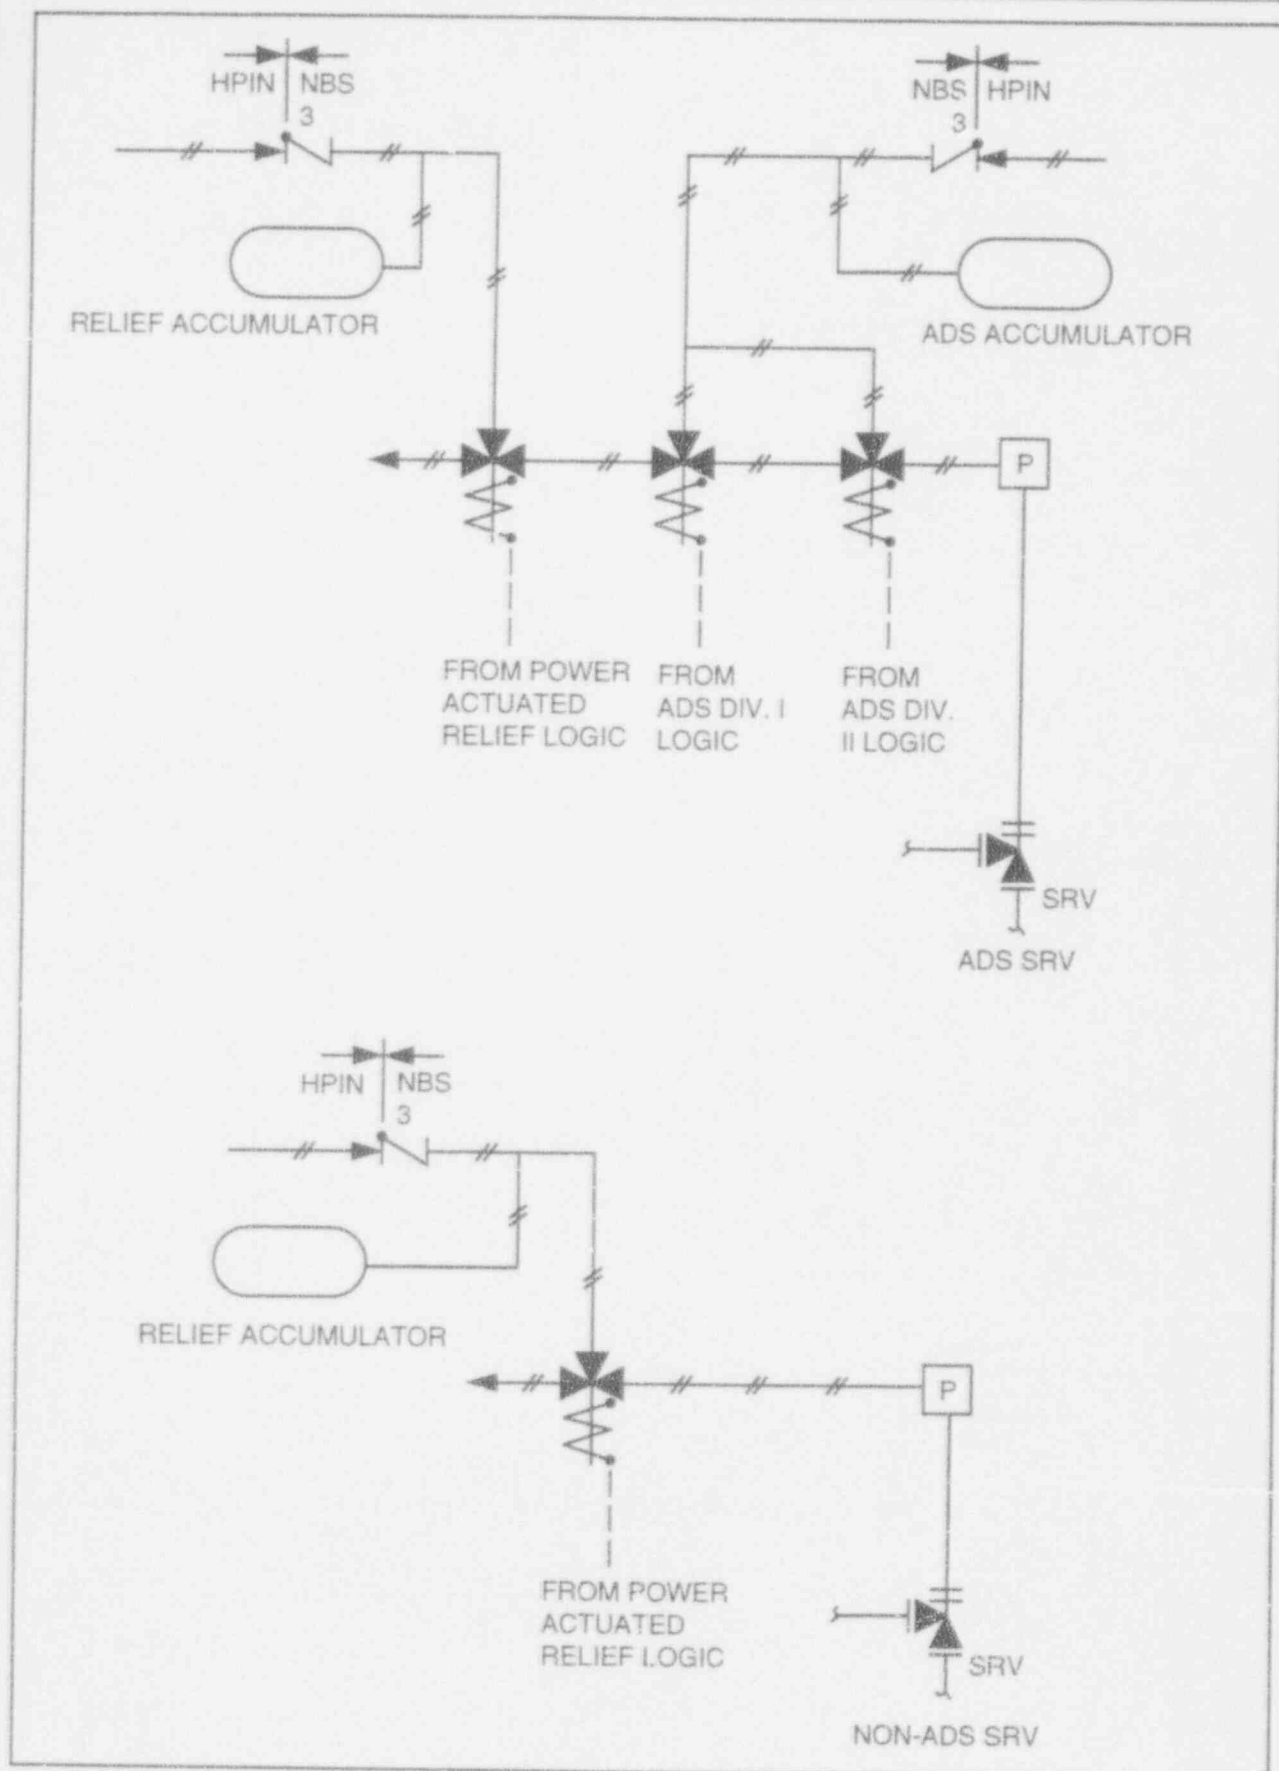 HPIN NBS
3
NBS HPIN
3
RELIEF ACCUMULATOR
ADS ACCUMULATOR
P
FROM POWER
ACTUATED
RELIEF LOGIC
FROM
ADS DIV. I
LOGIC
FROM
ADS DIV.
II LOGIC
SRV
ADS SRV
HPIN NBS
3
RELIEF ACCUMULATOR
P
FROM POWER
ACTUATED
RELIEF LOGIC
SRV
NON-ADS SRV